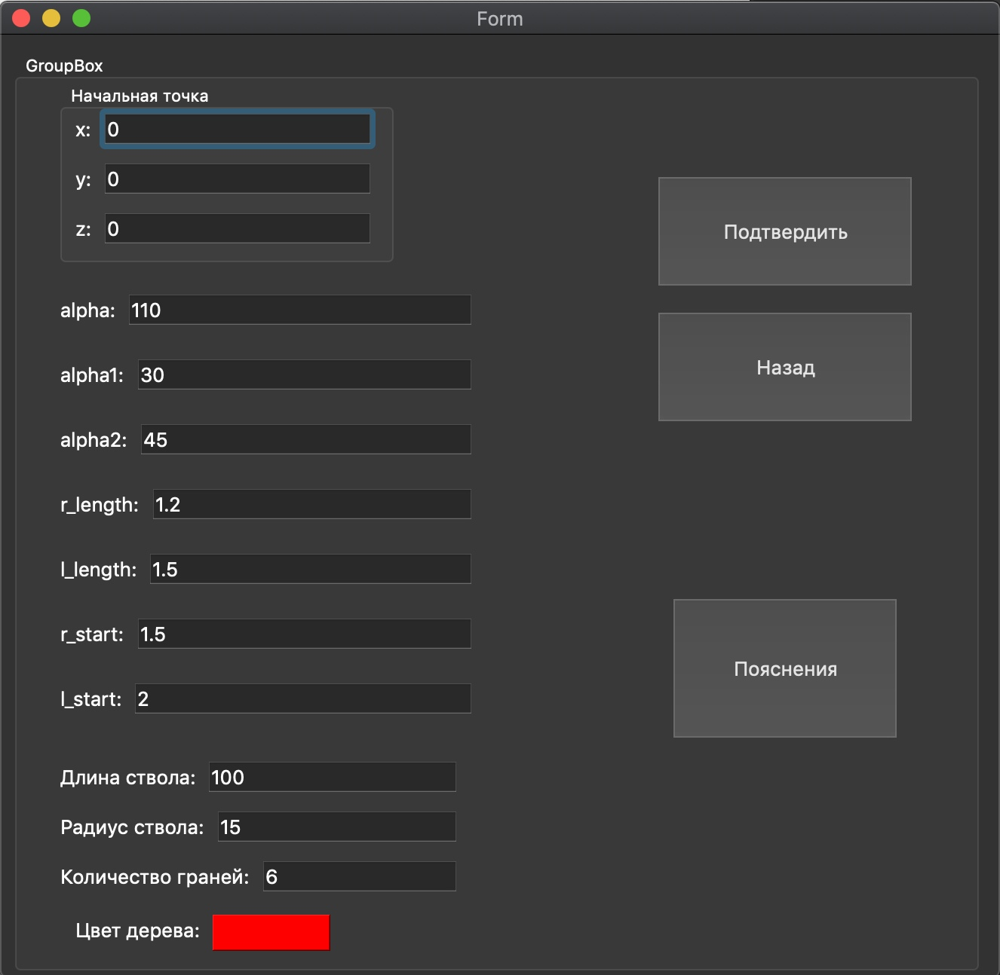 Form
GroupBox
Начальная точка
x: 0
y: 0
z: 0
alpha: 110
alpha1: 30
alpha2: 45
r_length: 1.2
l_length: 1.5
r_start: 1.5
l_start: 2
Длина ствола: 100
Радиус ствола: 15
Количество граней: 6
Цвет дерева:
Подтвердить
Назад
Пояснения